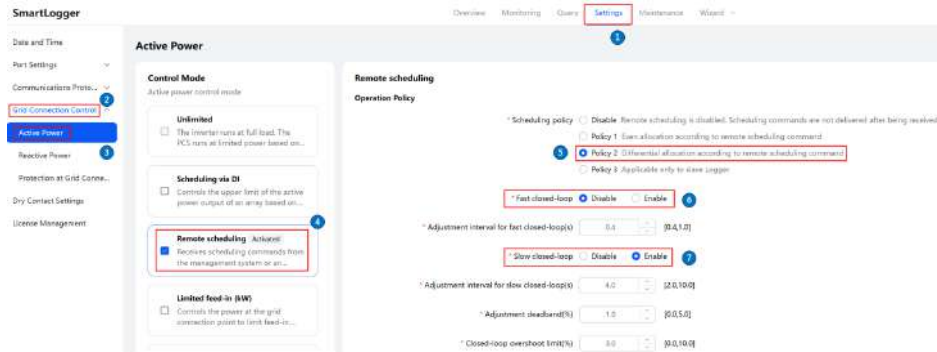 SmartLogger
Overview Monitoring Query Settings Maintenance Wizard
1
Date and Time
Port Settings
Communications Proto...
2
Grid Connection Control
Active Power
3
Reactive Power
Protection at Grid Conne...
Dry Contact Settings
License Management
Active Power
Control Mode
Active power control mode
Unlimited
The inverter runs at full load. The
PCS runs at limited power based on...
Scheduling via DI
Controls the upper limit of the active
power output of an array based on...
4
Remote scheduling Activated
Receives scheduling commands from
the management system or an...
Limited feed-in (kW)
Controls the power at the grid
connection point to limit feed-in...
Remote scheduling
Operation Policy
* Scheduling policy Disable Remote scheduling is disabled. Scheduling commands are not delivered after being received
Policy 1 Even allocation according to remote scheduling command
5 Policy 2 Differential allocation according to remote scheduling command
Policy 3 Applicable only to slave Logger
* Fast closed-loop Disable Enable 6
* Adjustment interval for fast closed-loop(s) 0.4 [0.4,1.0]
* Slow closed-loop Disable Enable 7
* Adjustment interval for slow closed-loop(s) 4.0 [2.0,10.0]
* Adjustment deadband(%) 1.0 [0.0,5.0]
* Closed-loop overshoot limit(%) 3.0 [0.0,10.0]